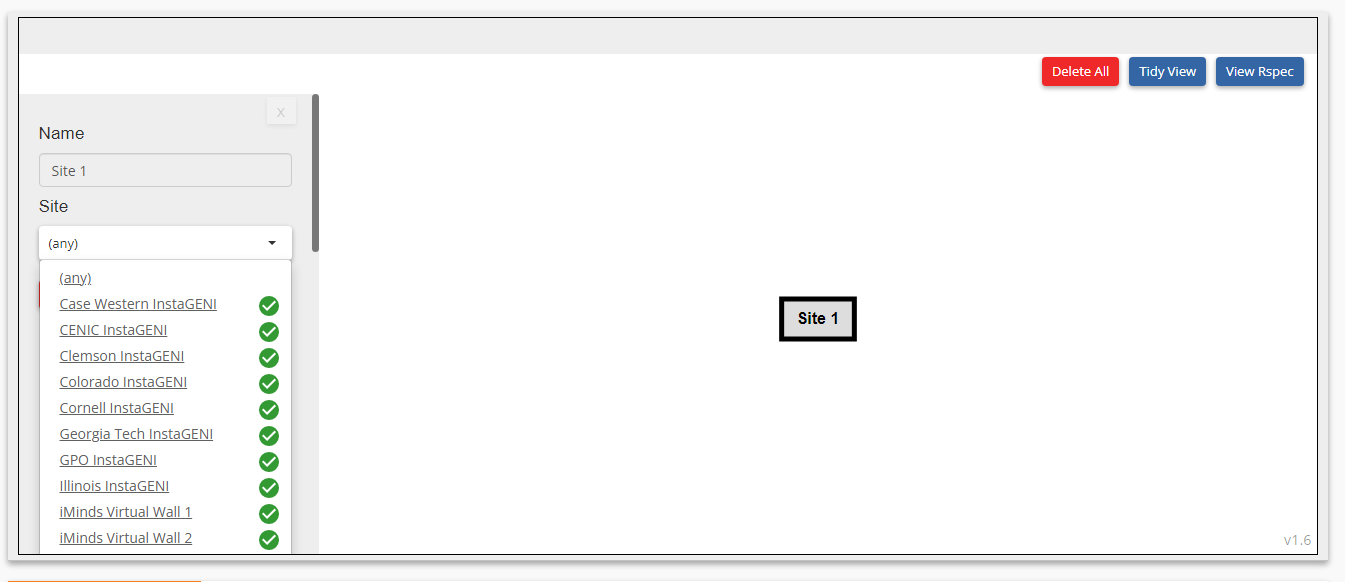 Delete All Tidy View View Rspec
x
Name
Site 1
Site
(any)
(any)
Case Western InstaGENI
CENIC InstaGENI
Clemson InstaGENI
Colorado InstaGENI
Cornell InstaGENI
Georgia Tech InstaGENI
GPO InstaGENI
Illinois InstaGENI
iMinds Virtual Wall 1
iMinds Virtual Wall 2
Site 1
v1.6